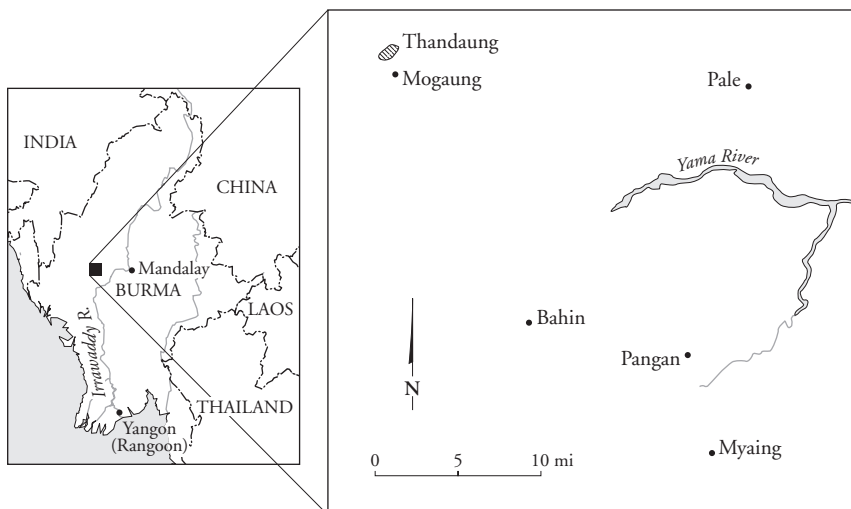 INDIA
CHINA
Mandalay
BURMA
LAOS
Irrawaddy R.
THAILAND
Yangon
(Rangoon)
Thandaung
Mogaung
Pale
Yama River
Bahin
Pangan
N
Myaing
0 5 10 mi